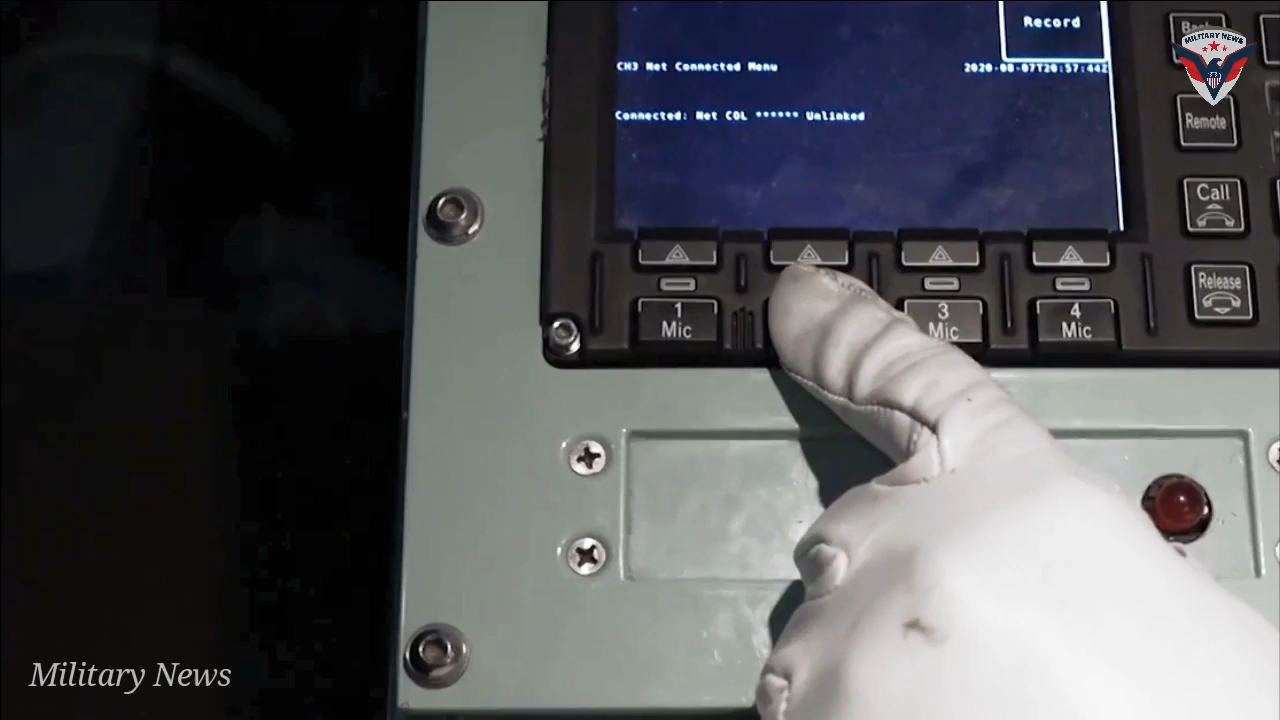 Record
MILITARY NEWS
CH3 Net Connected Menu
2020-08-07T20:57:44Z
Connected: Net COL ****** Unlinked
Remote
Call
Release
1
Mic
3
Mic
4
Mic
Military News